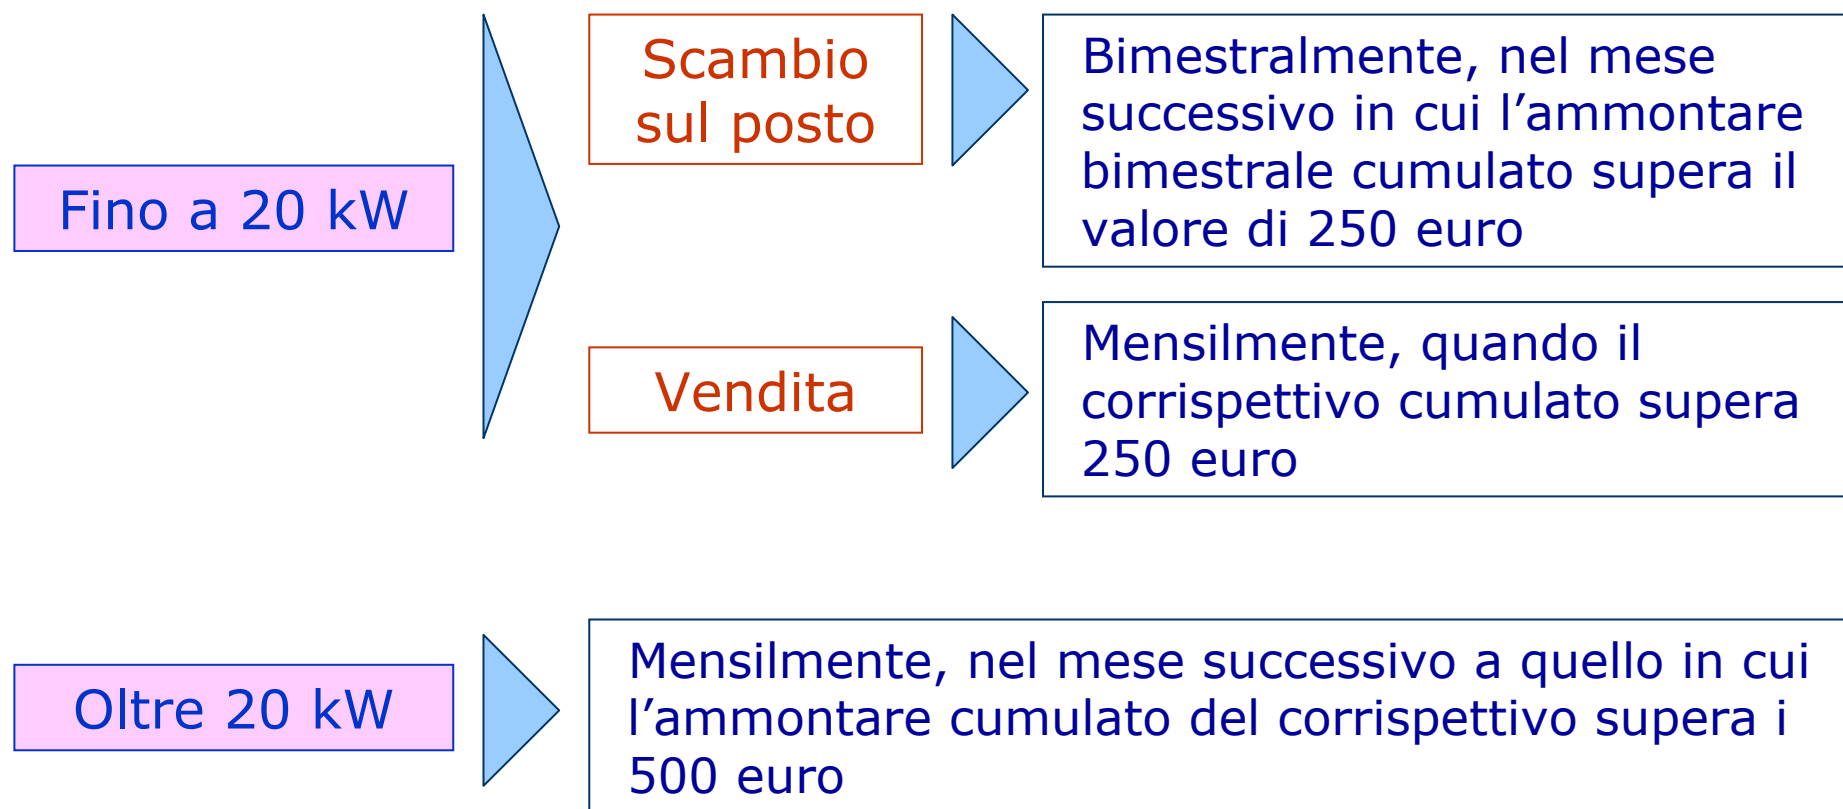 Fino a 20 kW
Scambio
sul posto
Bimestralmente, nel mese
successivo in cui l’ammontare
bimestrale cumulato supera il
valore di 250 euro
Vendita
Mensilmente, quando il
corrispettivo cumulato supera
250 euro
Oltre 20 kW
Mensilmente, nel mese successivo a quello in cui
l’ammontare cumulato del corrispettivo supera i
500 euro